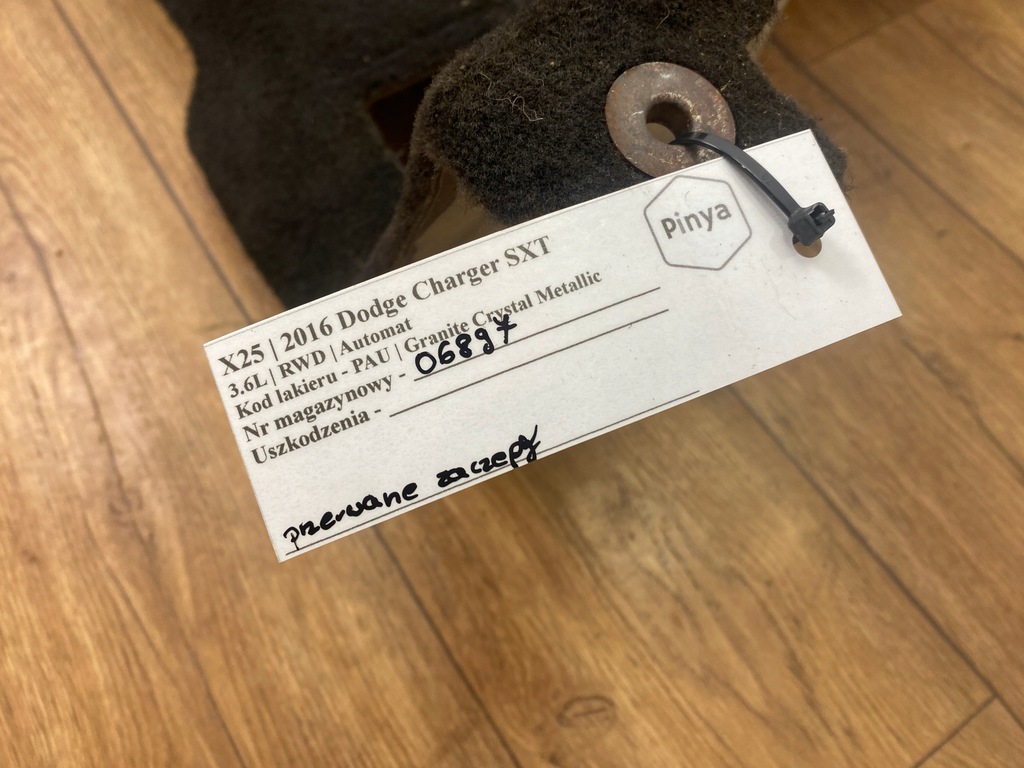 pinya
X25 | 2016 Dodge Charger SXT
3.6L | RWD | Automat
Kod lakieru - PAU | Granite Crystal Metallic
Nr magazynowy - 06897
Uszkodzenia -
przerwane zaczepy